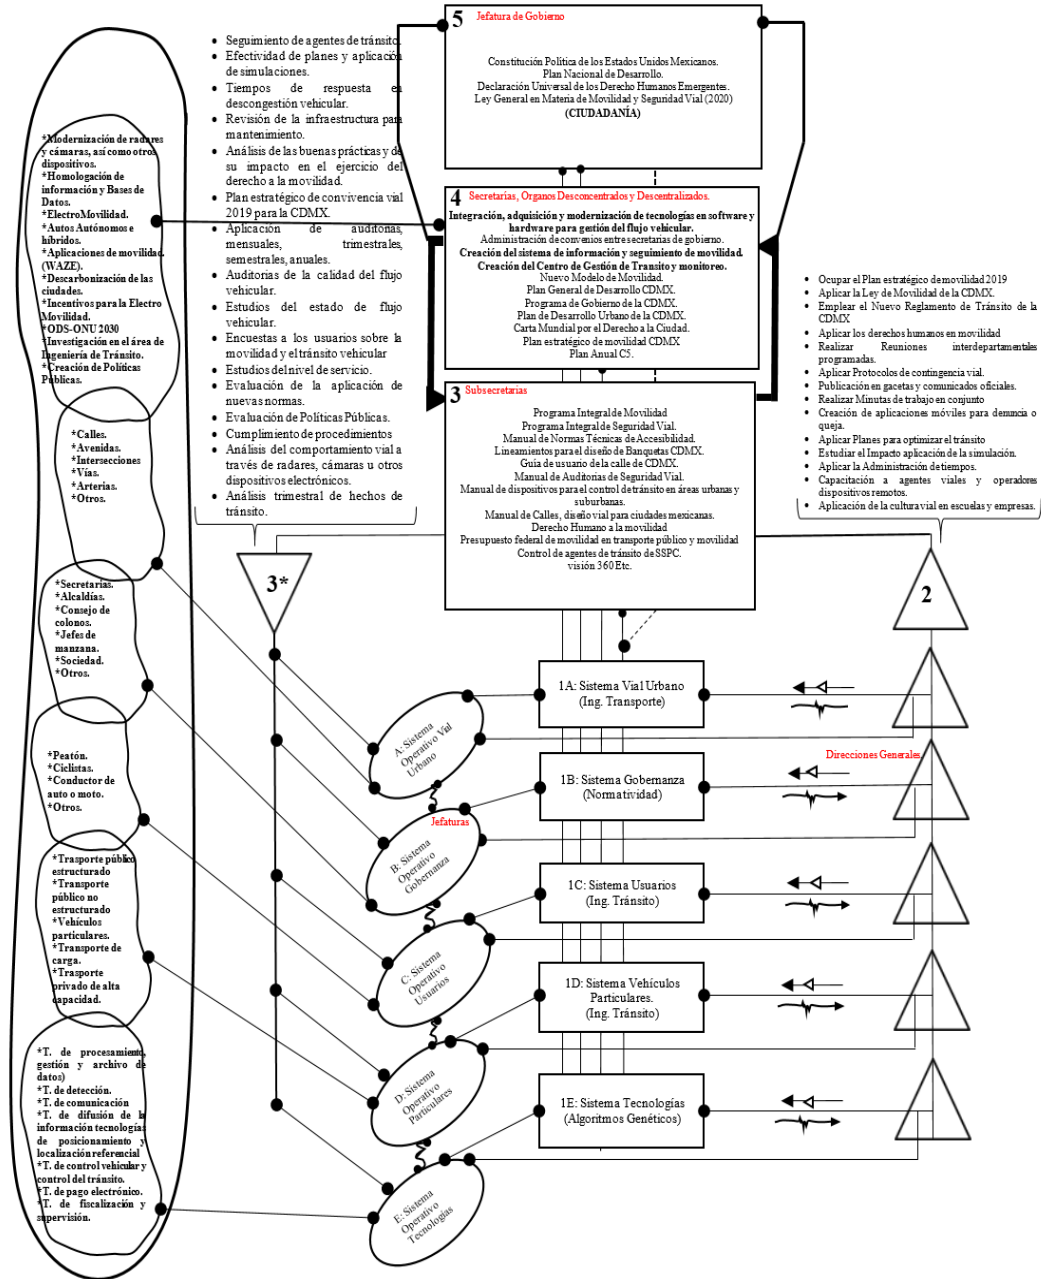 5 Jefatura de Gobierno
Constitución Política de los Estados Unidos Mexicanos.
Plan Nacional de Desarrollo.
Declaración Universal de los Derecho Humanos Emergentes.
Ley General en Materia de Movilidad y Seguridad Vial (2020)
(CIUDADANÍA)
4 Secretarías, Organos Desconcentrados y Descentralizados.
Integración, adquisición y modernización de tecnologías en software y
hardware para gestión del flujo vehicular.
Administración de convenios entre secretarias de gobierno.
Creación del sistema de información y seguimiento de movilidad.
Creación del Centro de Gestión de Transito y monitoreo.
Nuevo Modelo de Movilidad.
Plan General de Desarrollo CDMX.
Programa de Gobierno de la CDMX.
Plan de Desarrollo Urbano de la CDMX.
Carta Mundial por el Derecho a la Ciudad.
Plan estratégico de movilidad CDMX
Plan Anual C5.
3 Subsecretarias
Programa Integral de Movilidad
Programa Integral de Seguridad Vial.
Manual de Normas Técnicas de Accesibilidad.
Lineamientos para el diseño de Banquetas CDMX.
Guía de usuario de la calle de CDMX.
Manual de Auditorias de Seguridad Vial.
Manual de dispositivos para el control de tránsito en áreas urbanas y
suburbanas.
Manual de Calles, diseño vial para ciudades mexicanas.
Derecho Humano a la movilidad
Presupuesto federal de movilidad en transporte público y movilidad
Control de agentes de tránsito de SSPC.
visión 360 Etc.
• Seguimiento de agentes de tránsito.
• Efectividad de planes y aplicación
de simulaciones.
• Tiempos de respuesta en
descongestión vehicular.
• Revisión de la infraestructura para
mantenimiento.
• Análisis de las buenas prácticas y de
su impacto en el ejercicio del
derecho a la movilidad.
• Plan estratégico de convivencia vial
2019 para la CDMX.
• Aplicación de auditorias,
mensuales, trimestrales,
semestrales, anuales.
• Auditorias de la calidad del flujo
vehicular.
• Estudios del estado de flujo
vehicular.
• Encuestas a los usuarios sobre la
movilidad y el tránsito vehicular
• Estudios del nivel de servicio.
• Evaluación de la aplicación de
nuevas normas.
• Evaluación de Políticas Públicas.
• Cumplimiento de procedimientos
• Análisis del comportamiento vial a
través de radares, cámaras u otros
dispositivos electrónicos.
• Análisis trimestral de hechos de
tránsito.
• Ocupar el Plan estratégico de movilidad 2019
• Aplicar la Ley de Movilidad de la CDMX.
• Emplear el Nuevo Reglamento de Tránsito de la
CDMX
• Aplicar los derechos humanos en movilidad
• Realizar Reuniones interdepartamentales
programadas.
• Aplicar Protocolos de contingencia vial.
• Publicación en gacetas y comunicados oficiales.
• Realizar Minutas de trabajo en conjunto
• Creación de aplicaciones móviles para denuncia o
queja.
• Aplicar Planes para optimizar el tránsito
• Estudiar el Impacto aplicación de la simulación.
• Aplicar la Administración de tiempos.
• Capacitación a agentes viales y operadores
dispositivos remotos.
• Aplicación de la cultura vial en escuelas y empresas.
*Modernización de radares
y cámaras, así como otros
dispositivos.
*Homologación de
información y Bases de
Datos.
*ElectroMovilidad.
*Autos Autónomos e
híbridos.
*Aplicaciones de movilidad.
(WAZE).
*Descarbonización de las
ciudades.
*Incentivos para la Electro
Movilidad.
*ODS-ONU 2030
*Investigación en el área de
Ingeniería de Tránsito.
*Creación de Políticas
Públicas.
*Calles.
*Avenidas.
*Intersecciones
*Vías.
*Arterias.
*Otros.
*Secretarías.
*Alcaldías.
*Consejo de
colonos.
*Jefes de
manzana.
*Sociedad.
*Otros.
*Peatón.
*Ciclistas.
*Conductor de
auto o moto.
*Otros.
*Trasporte público
estructurado
*Transporte
público no
estructurado
*Vehículos
particulares.
*Transporte de
carga.
*Trasporte
privado de alta
capacidad.
*T. de procesamiento,
gestión y archivo de
datos)
*T. de detección.
*T. de comunicación
*T. de difusión de la
información tecnologías
de posicionamiento y
localización referencial
*T. de control vehicular y
control del tránsito.
*T. de pago electrónico.
*T. de fiscalización y
supervisión.
3*
2
A: Sistema
Operativo Vial
Urbano
1A: Sistema Vial Urbano
(Ing. Transporte)
Direcciones Generales
Jefaturas
B: Sistema
Operativo
Gobernanza
1B: Sistema Gobernanza
(Normatividad)
C: Sistema
Operativo
Usuarios
1C: Sistema Usuarios
(Ing. Tránsito)
D: Sistema
Operativo
Particulares
1D: Sistema Vehículos
Particulares.
(Ing. Tránsito)
E: Sistema
Operativo
Tecnologías
1E: Sistema Tecnologías
(Algoritmos Genéticos)